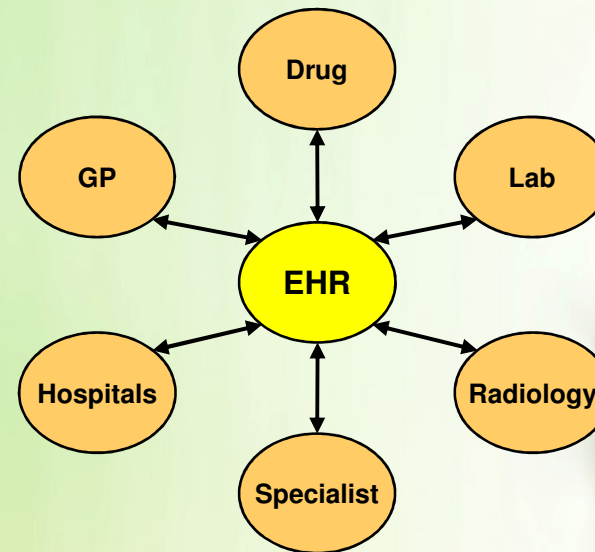 Drug
GP
Lab
EHR
Hospitals
Radiology
Specialist